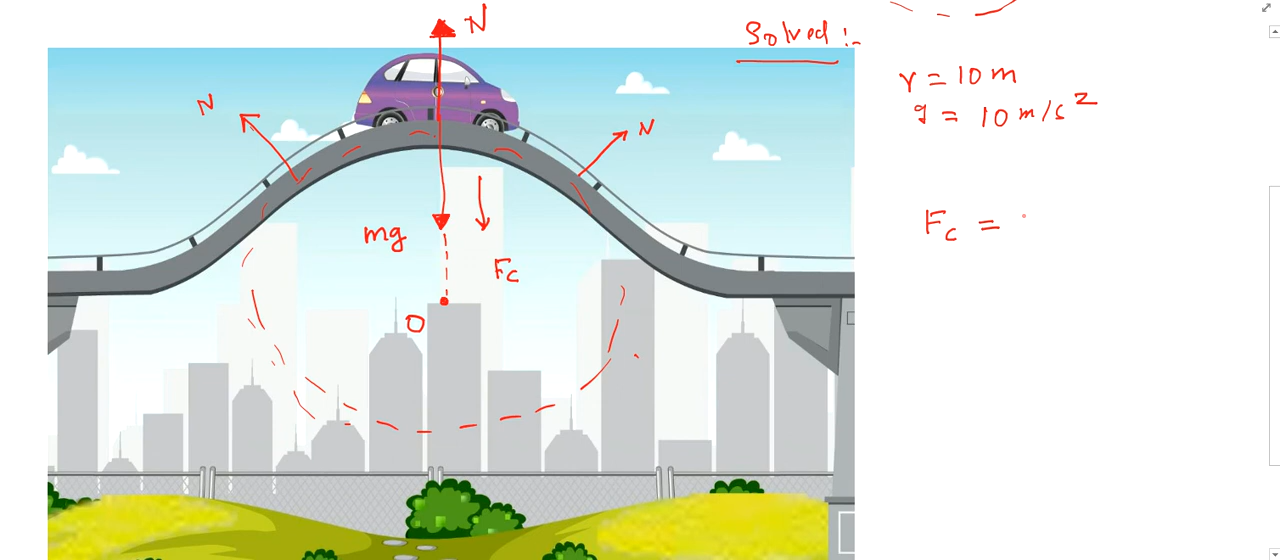 N
Solved :-
r = 10 m
N
g = 10 m/s²
N
mg
Fc =
Fc
O